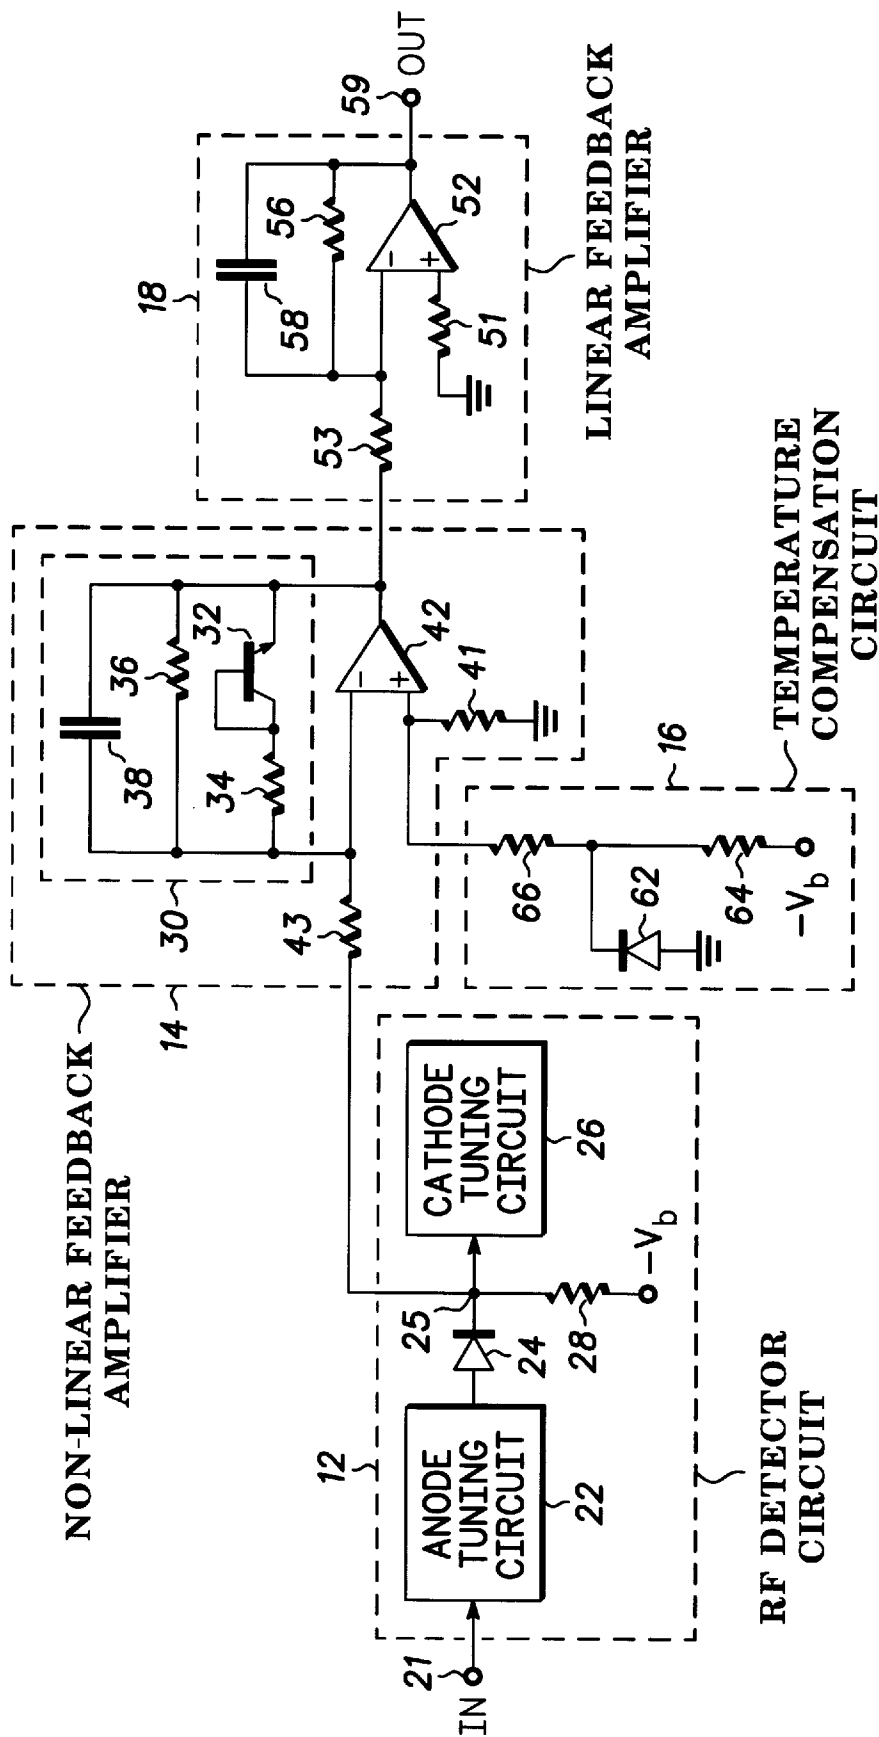 NON-LINEAR FEEDBACK
AMPLIFIER
14
30
38
36
34
32
43
42
41
18
58
56
53
52
51
59
OUT
LINEAR FEEDBACK
AMPLIFIER
16
66
62
64
-Vb
TEMPERATURE
COMPENSATION
CIRCUIT
12
IN
21
ANODE
TUNING
CIRCUIT
22
24
25
28
-Vb
CATHODE
TUNING
CIRCUIT
26
RF DETECTOR
CIRCUIT
-
+
-
+